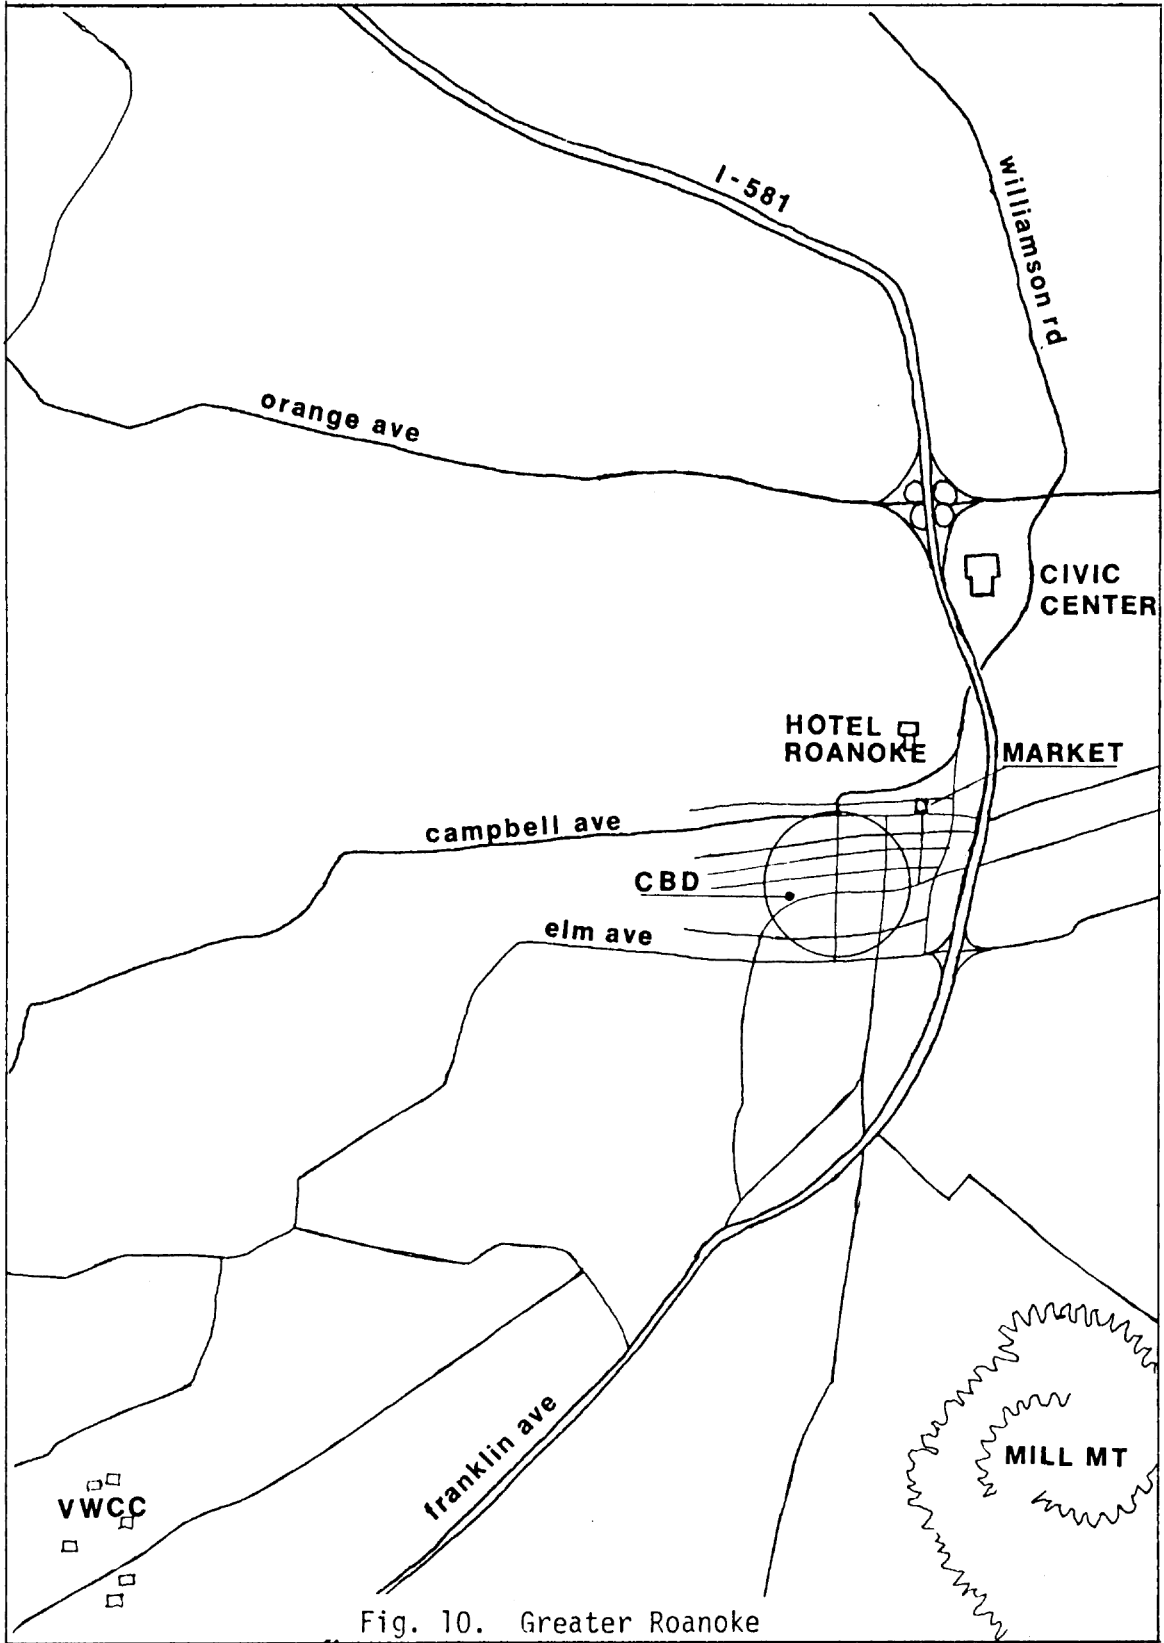 I-581
williamson rd
orange ave
CIVIC
CENTER
HOTEL
ROANOKE
MARKET
campbell ave
CBD
elm ave
franklin ave
MILL MT
VWCC
Fig. 10. Greater Roanoke